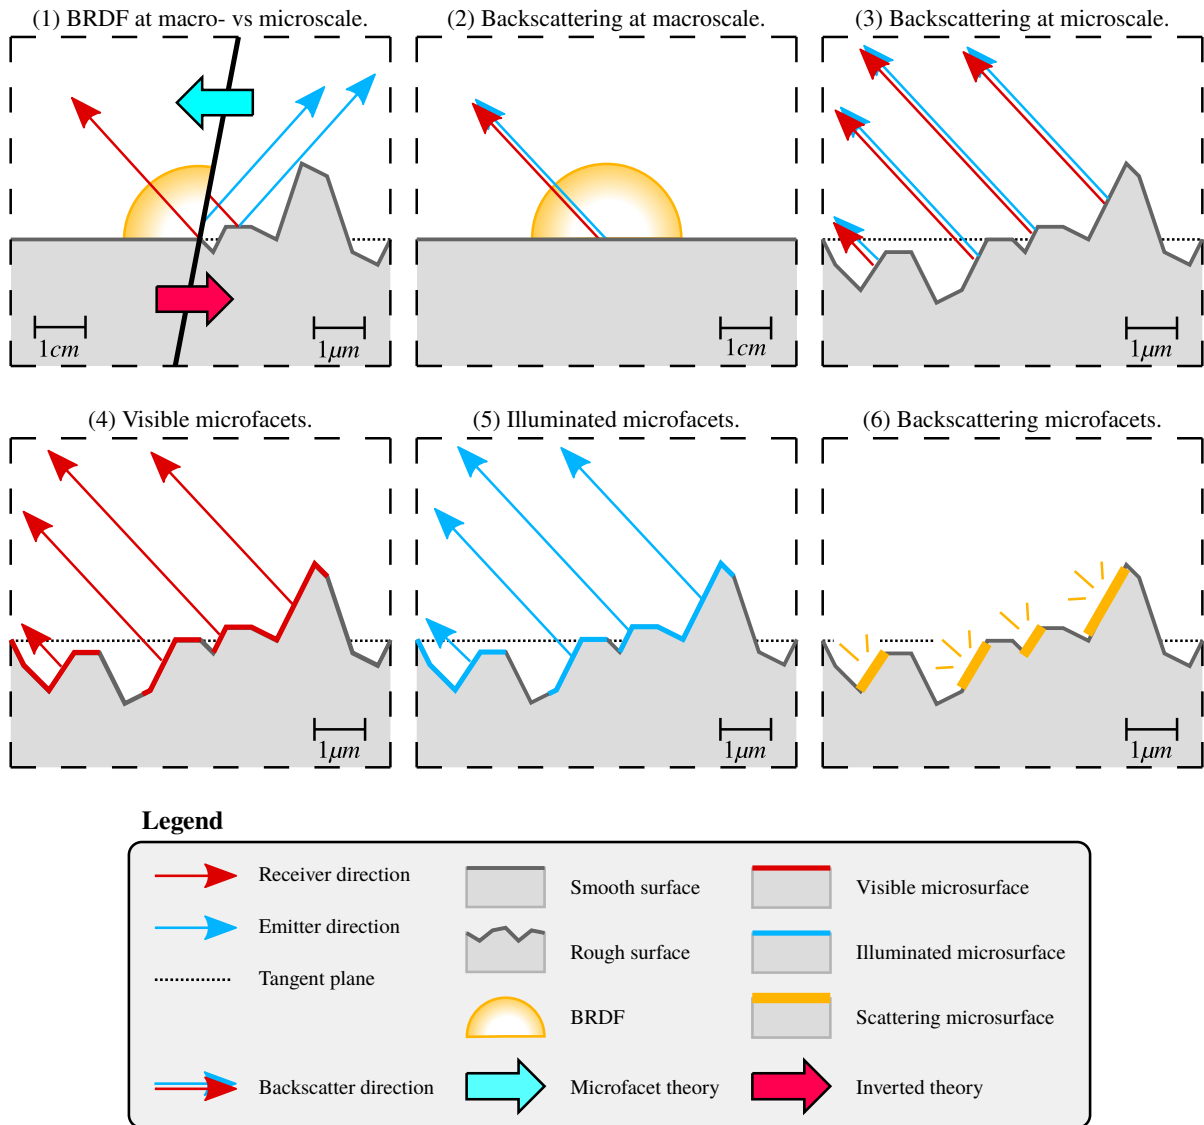 (1) BRDF at macro- vs microscale.
(2) Backscattering at macroscale.
(3) Backscattering at microscale.
1cm
1μm
1cm
1μm
(4) Visible microfacets.
(5) Illuminated microfacets.
(6) Backscattering microfacets.
1μm
1μm
1μm
Legend
Receiver direction
Emitter direction
Tangent plane
Backscatter direction
Smooth surface
Rough surface
BRDF
Microfacet theory
Visible microsurface
Illuminated microsurface
Scattering microsurface
Inverted theory